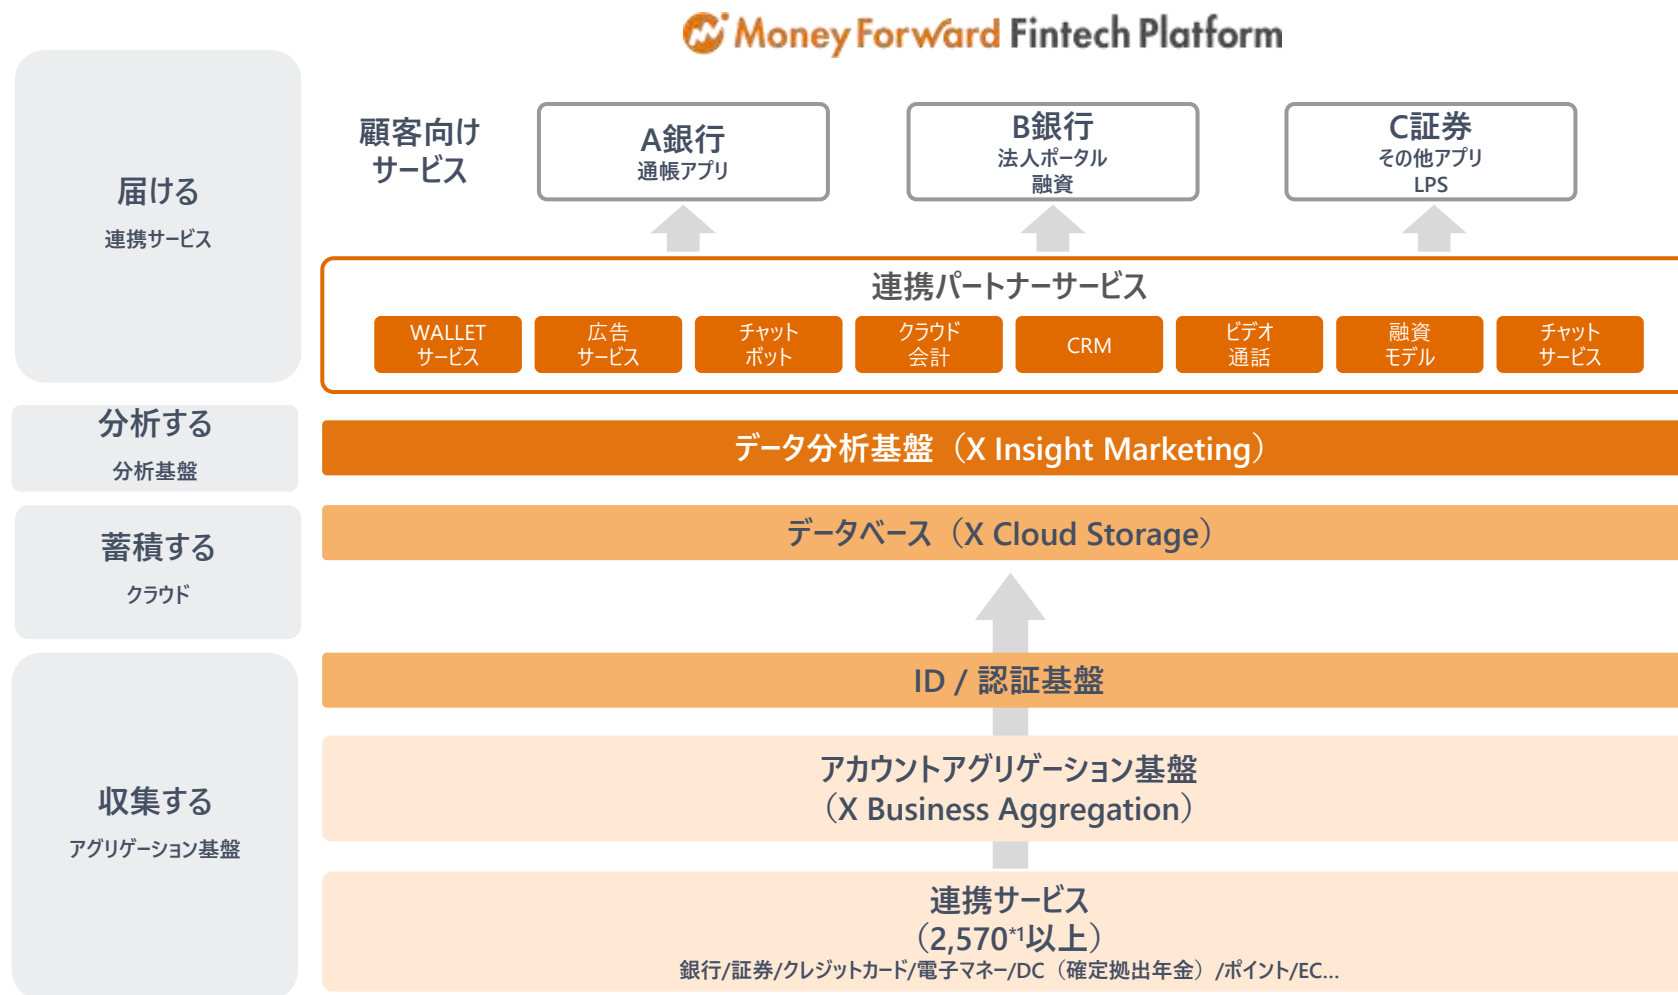 Money Forward Fintech Platform
届ける
連携サービス
顧客向け
サービス
A銀行
通帳アプリ
B銀行
法人ポータル
融資
C証券
その他アプリ
LPS
連携パートナーサービス
WALLET
サービス
広告
サービス
チャット
ボット
クラウド
会計
CRM
ビデオ
通話
融資
モデル
チャット
サービス
分析する
分析基盤
データ分析基盤（X Insight Marketing）
蓄積する
クラウド
データベース（X Cloud Storage）
収集する
アグリゲーション基盤
ID / 認証基盤
アカウントアグリゲーション基盤
（X Business Aggregation）
連携サービス
（2,570*1以上）
銀行/証券/クレジットカード/電子マネー/DC（確定拠出年金）/ポイント/EC...